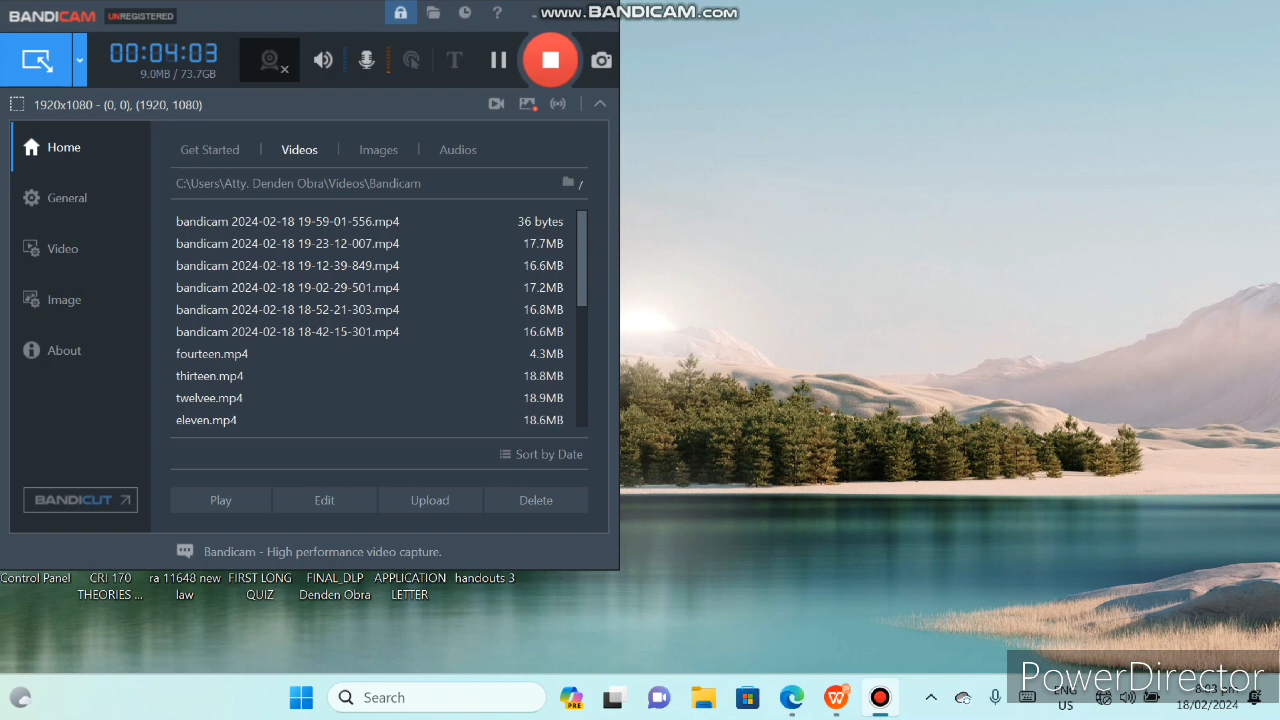 BANDICAM UNREGISTERED
www.BANDICAM.com
00:04:03
9.0MB / 73.7GB
1920x1080 - (0, 0), (1920, 1080)
Home
General
Video
Image
About
BANDICUT
Get Started | Videos | Images | Audios
C:\Users\Atty. Denden Obra\Videos\Bandicam
bandicam 2024-02-18 19-59-01-556.mp4 36 bytes
bandicam 2024-02-18 19-23-12-007.mp4 17.7MB
bandicam 2024-02-18 19-12-39-849.mp4 16.6MB
bandicam 2024-02-18 19-02-29-501.mp4 17.2MB
bandicam 2024-02-18 18-52-21-303.mp4 16.8MB
bandicam 2024-02-18 18-42-15-301.mp4 16.6MB
fourteen.mp4 4.3MB
thirteen.mp4 18.8MB
twelvee.mp4 18.9MB
eleven.mp4 18.6MB
Sort by Date
Play Edit Upload Delete
Bandicam - High performance video capture.
Control Panel
CRI 170
THEORIES ...
ra 11648 new
law
FIRST LONG
QUIZ
FINAL_DLP
Denden Obra
APPLICATION
LETTER
handouts 3
PowerDirector
Search
PRE
ENG
US
18/02/2024